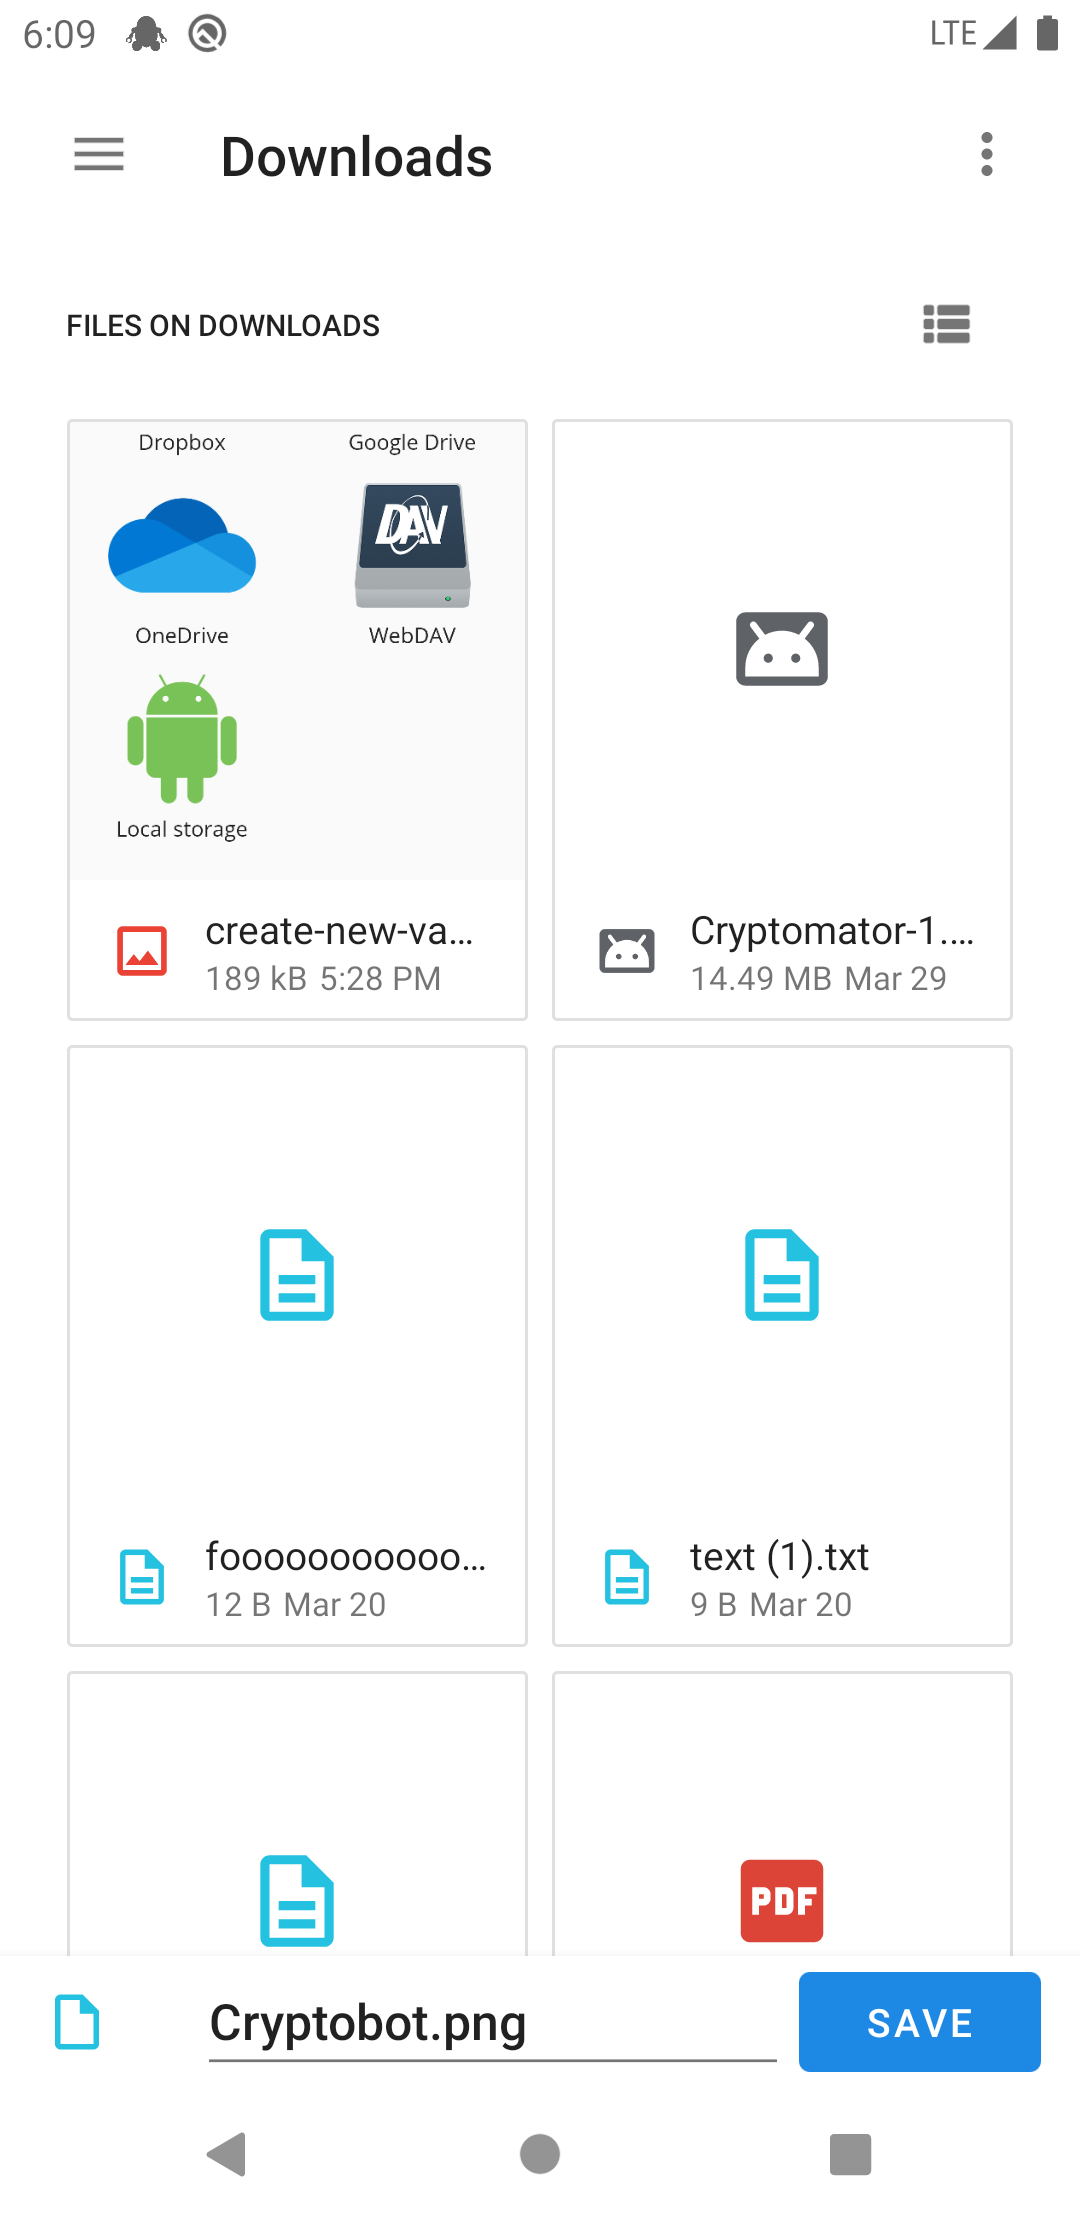 6:09
LTE
Downloads
FILES ON DOWNLOADS
Dropbox
Google Drive
DAV
OneDrive
WebDAV
Local storage
create-new-va...
189 kB 5:28 PM
Cryptomator-1....
14.49 MB Mar 29
foooooooooooo...
12 B Mar 20
text (1).txt
9 B Mar 20
PDF
Cryptobot.png
SAVE